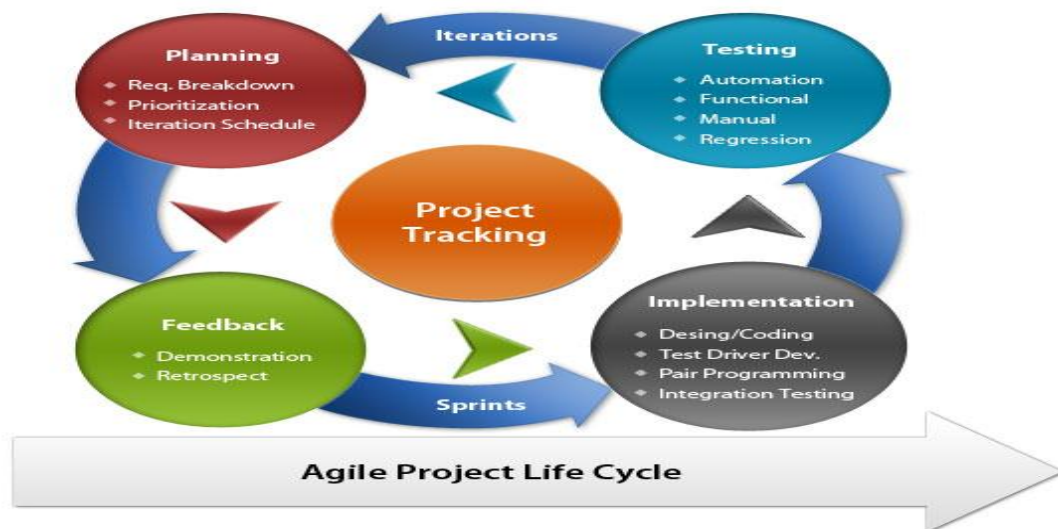 Iterations
Planning
Req. Breakdown
Prioritization
Iteration Schedule
Testing
Automation
Functional
Manual
Regression
Project
Tracking
Feedback
Demonstration
Retrospect
Implementation
Desing/Coding
Test Driver Dev.
Pair Programming
Integration Testing
Sprints
Agile Project Life Cycle